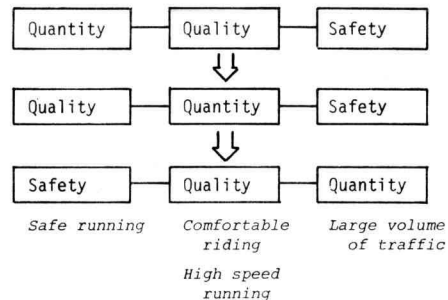 Quantity Quality Safety
Quality Quantity Safety
Safety Quality Quantity
Safe running Comfortable Large volume
riding of traffic
High speed
running